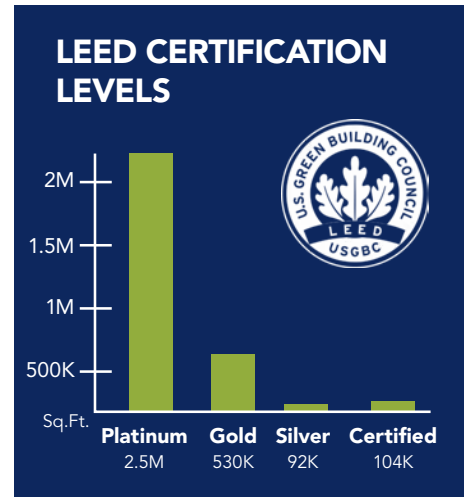 LEED CERTIFICATION
LEVELS
U.S. GREEN BUILDING COUNCIL
LEED
USGBC
2M
1.5M
1M
500K
Sq.Ft.
Platinum Gold Silver Certified
2.5M 530K 92K 104K